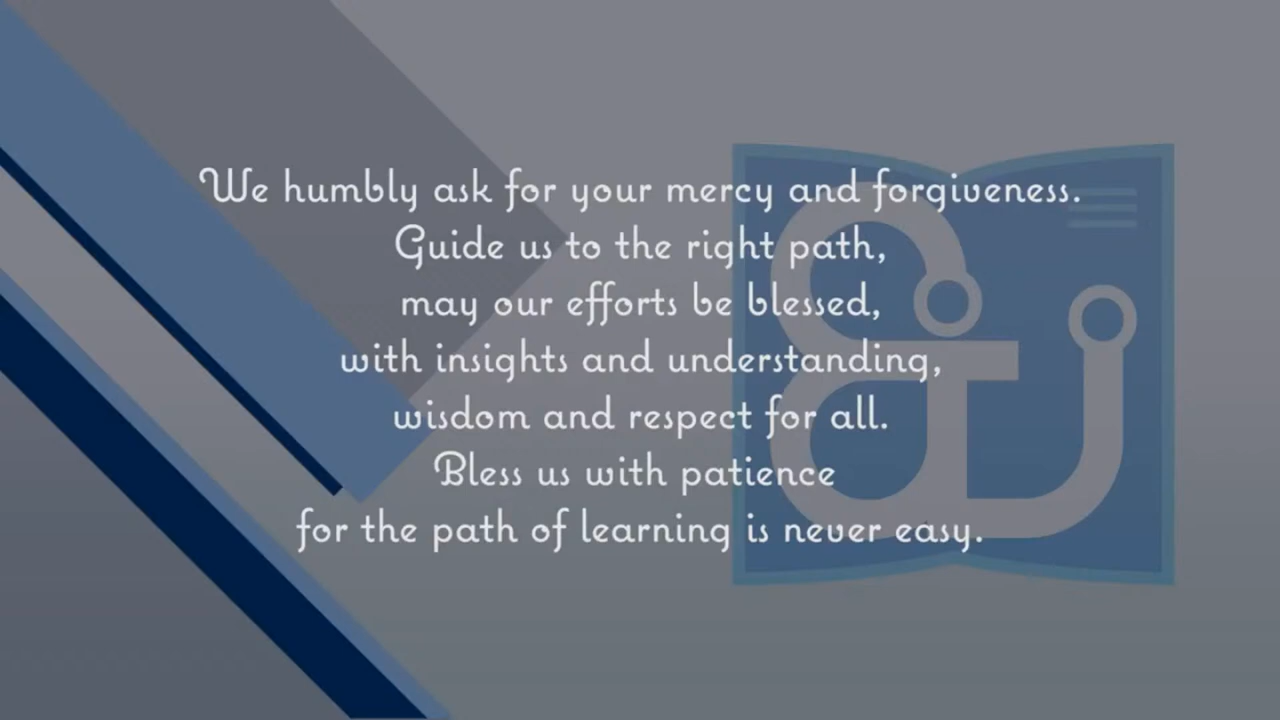 We humbly ask for your mercy and forgiveness.
Guide us to the right path,
may our efforts be blessed,
with insights and understanding,
wisdom and respect for all.
Bless us with patience
for the path of learning is never easy.